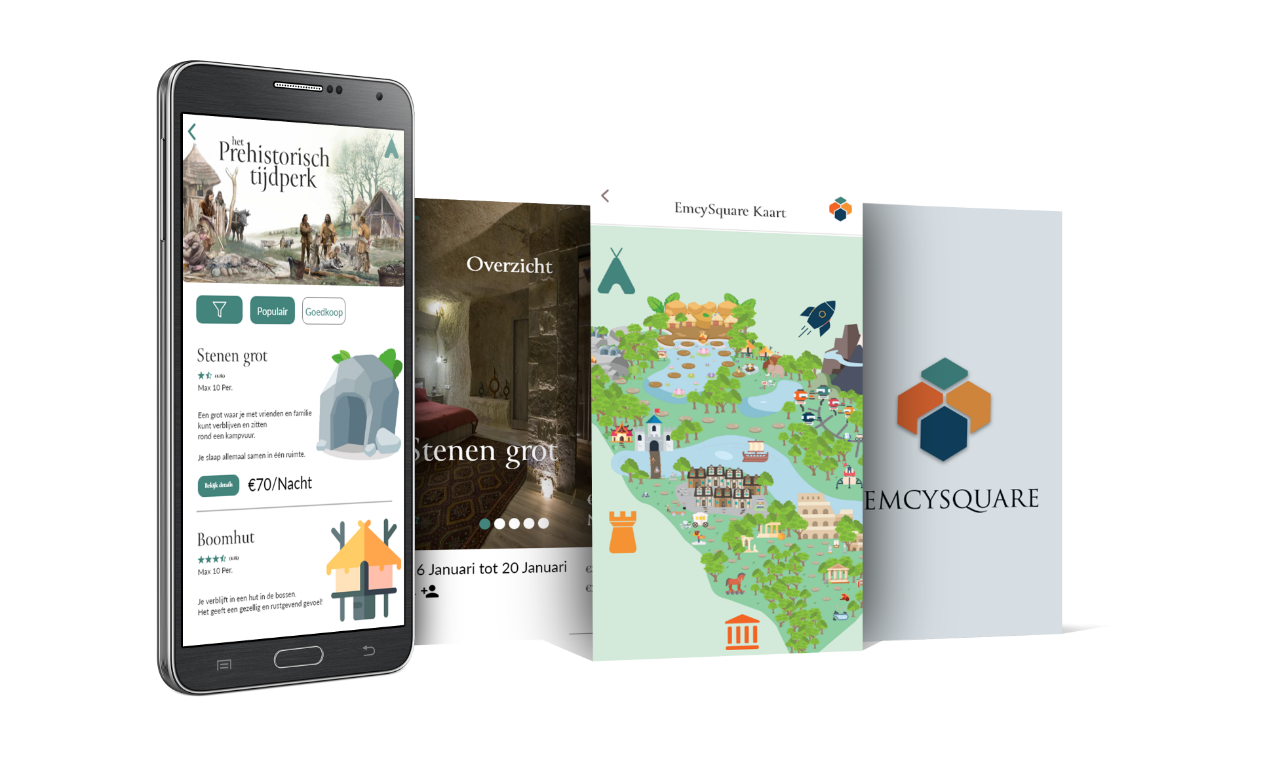 het
Prehistorisch
tijdperk
Populair
Goedkoop
Stenen grot
Max 10 Per.
Een grot waar je met vrienden en familie
kunt verblijven en zitten
rond een kampvuur.
Je slaap allemaal samen in één ruimte.
Bekijk details
€70/Nacht
Boomhut
Max 10 Per.
Je verblijft in een hut in de bossen.
Het geeft een gezellig en rustgevend gevoel!
Overzicht
Stenen grot
6 Januari tot 20 Januari
EmcySquare Kaart
EMCYSQUARE